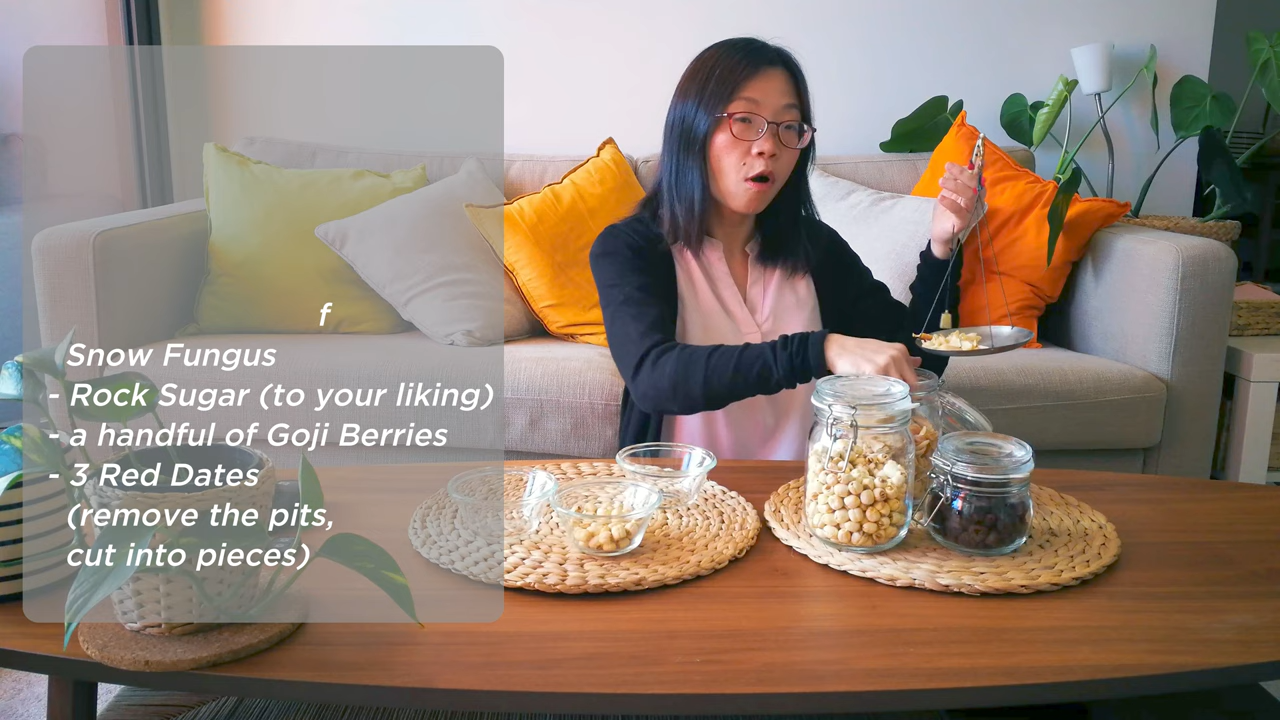 f
Snow Fungus
- Rock Sugar (to your liking)
- a handful of Goji Berries
- 3 Red Dates
(remove the pits,
cut into pieces)